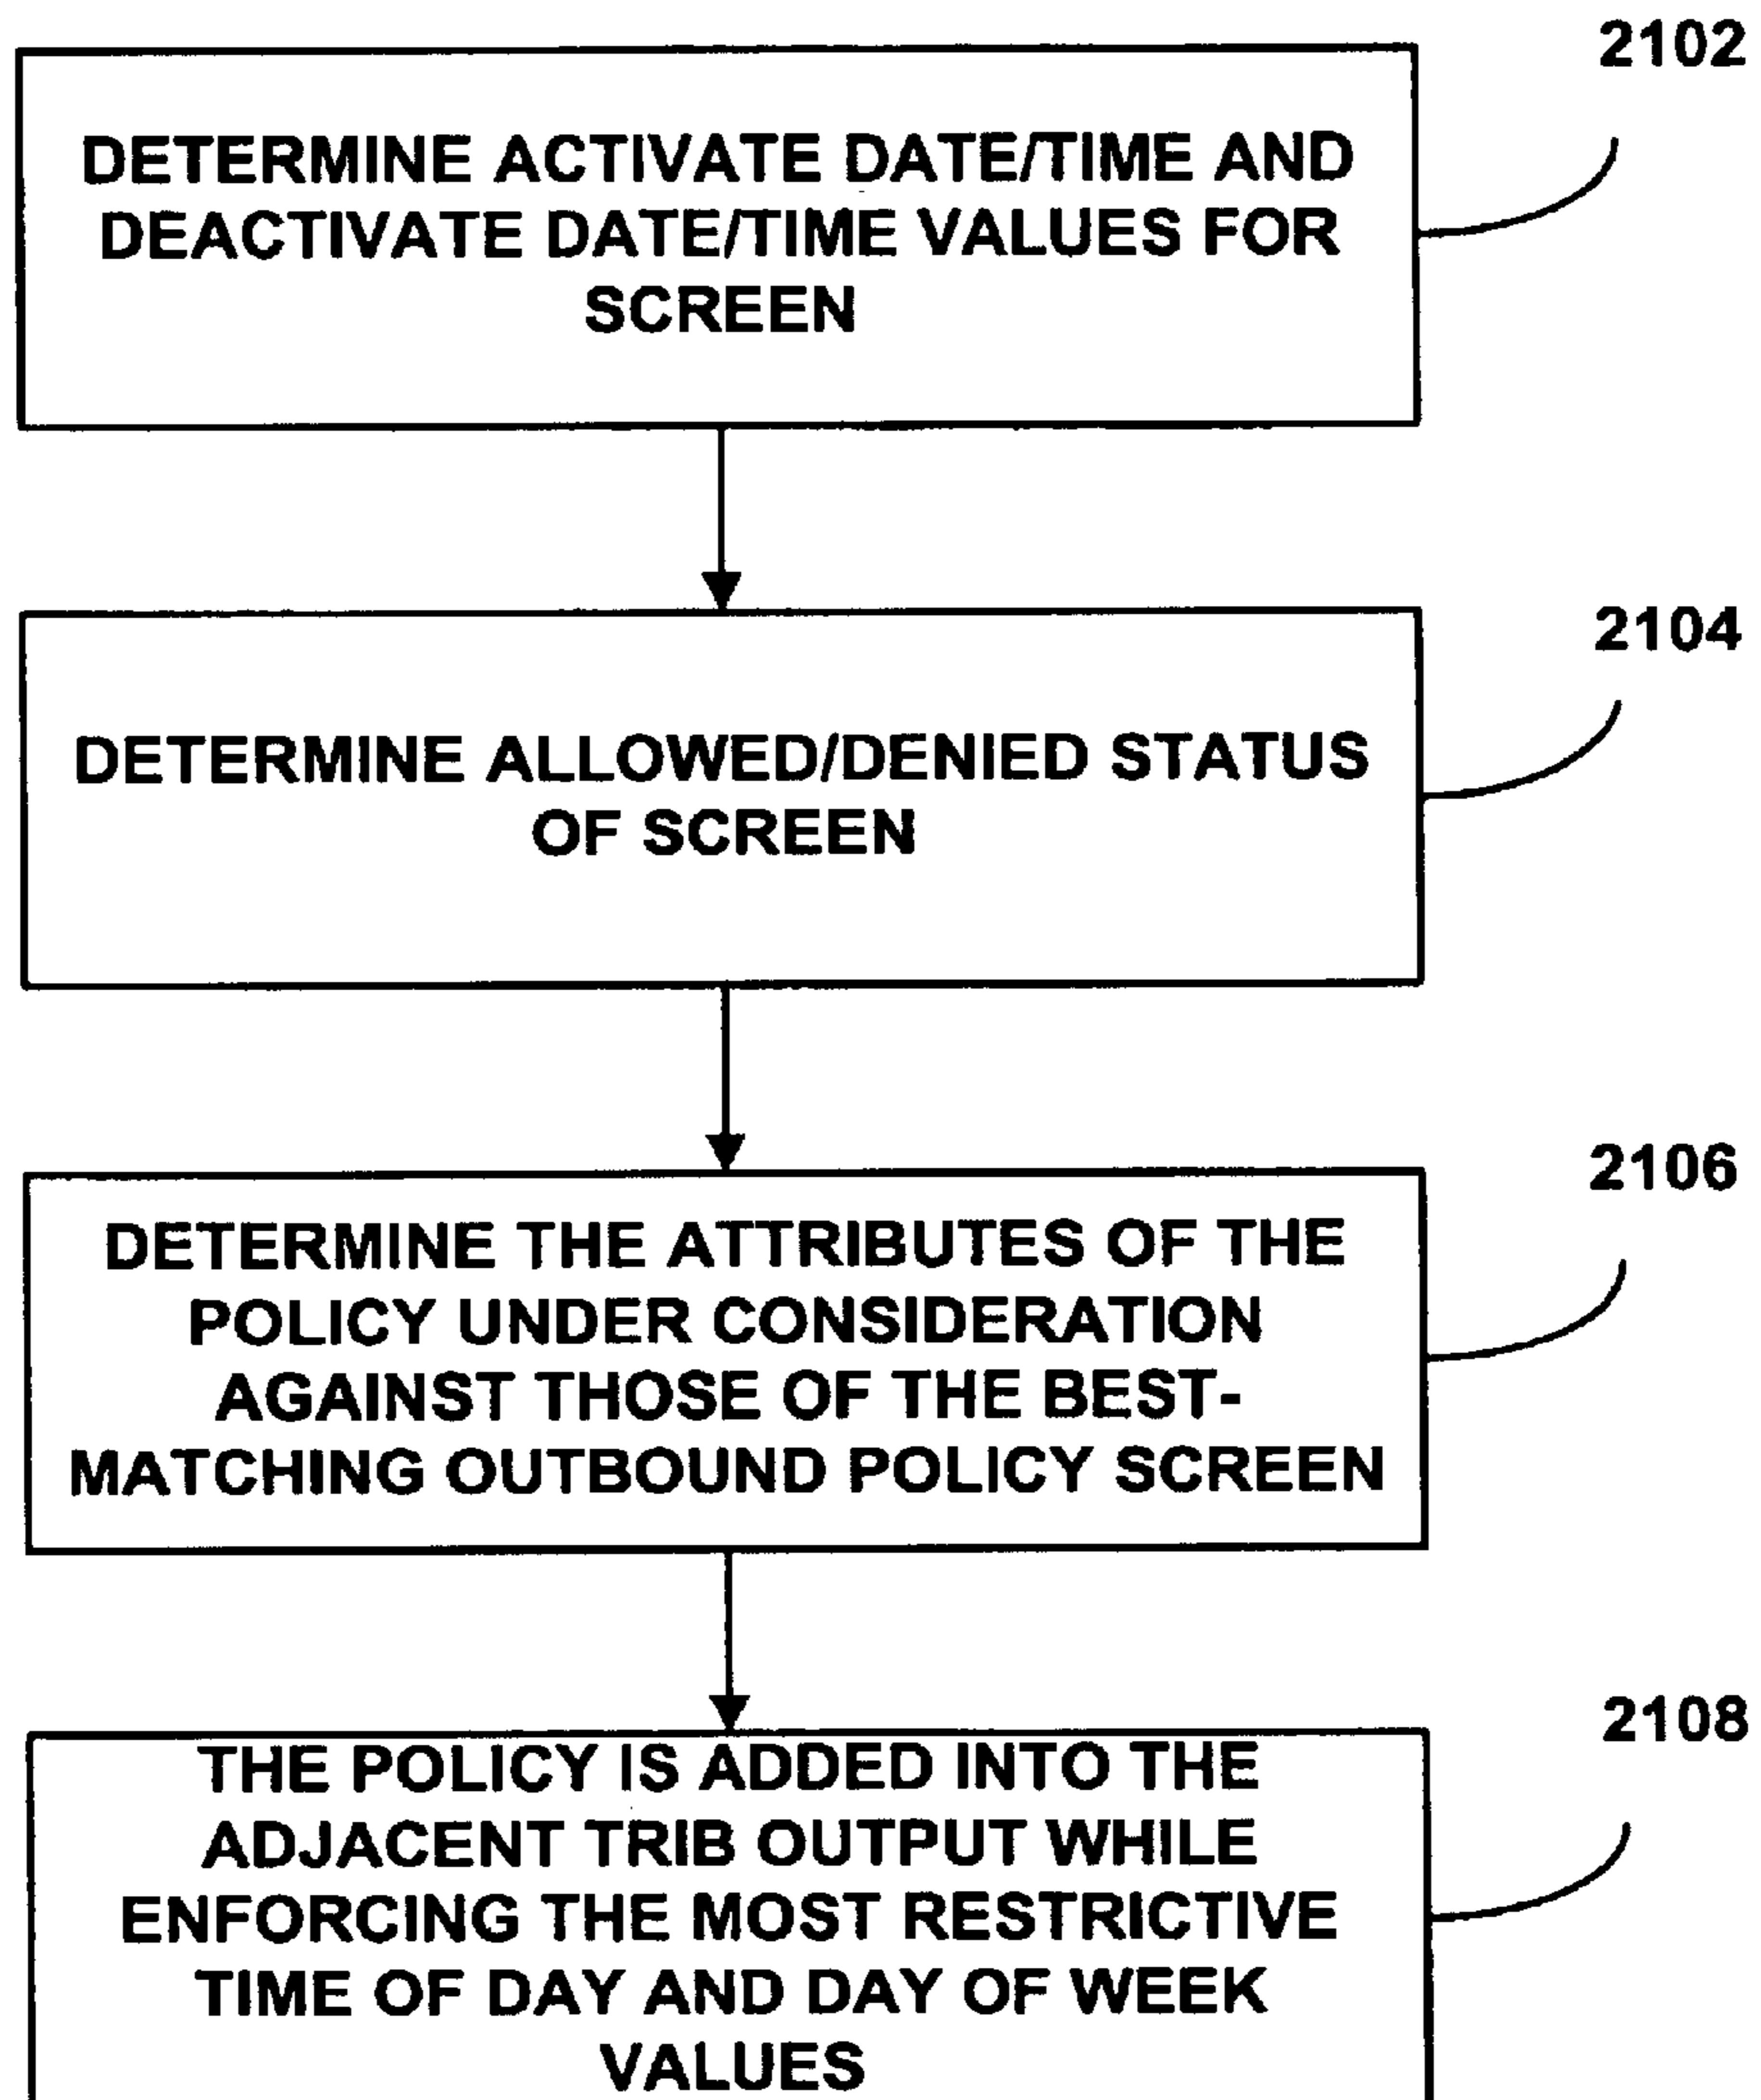 2102
DETERMINE ACTIVATE DATE/TIME AND
DEACTIVATE DATE/TIME VALUES FOR
SCREEN
2104
DETERMINE ALLOWED/DENIED STATUS
OF SCREEN
2106
DETERMINE THE ATTRIBUTES OF THE
POLICY UNDER CONSIDERATION
AGAINST THOSE OF THE BEST-
MATCHING OUTBOUND POLICY SCREEN
2108
THE POLICY IS ADDED INTO THE
ADJACENT TRIB OUTPUT WHILE
ENFORCING THE MOST RESTRICTIVE
TIME OF DAY AND DAY OF WEEK
VALUES